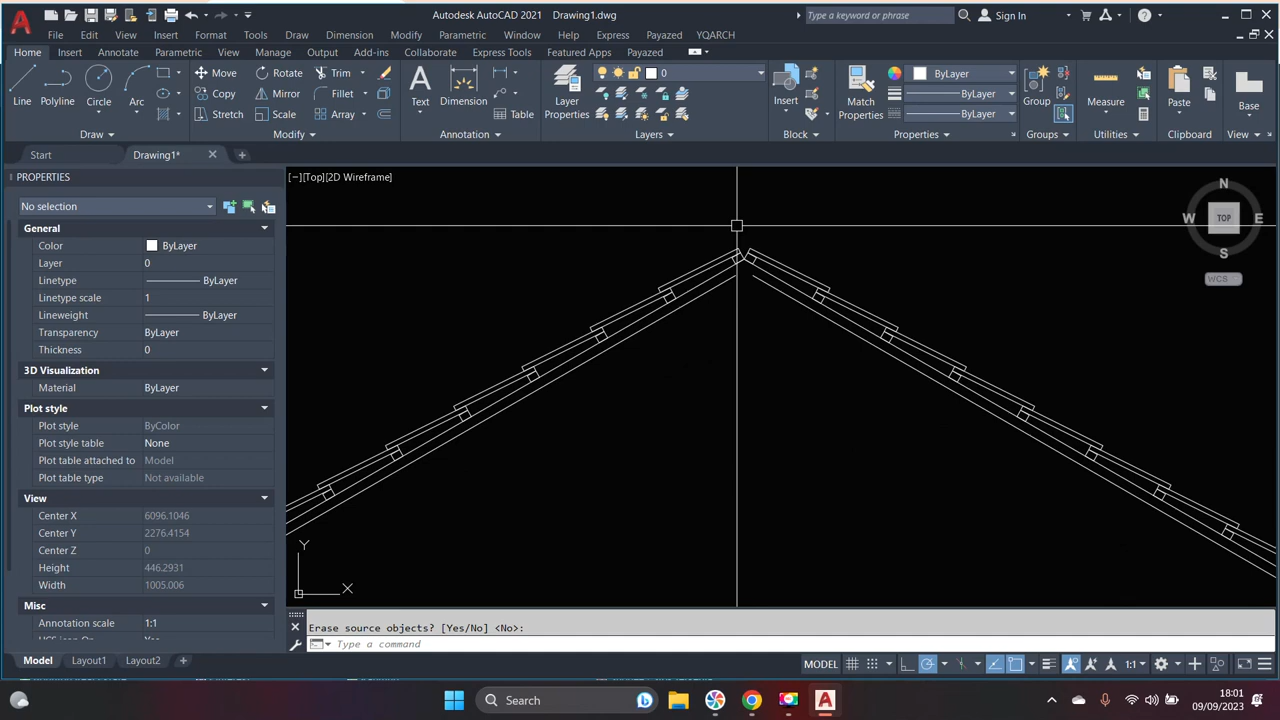 Autodesk AutoCAD 2021 Drawing1.dwg
Type a keyword or phrase
Sign In
File Edit View Insert Format Tools Draw Dimension Modify Parametric Window Help Express Payazed YQARCH
Home Insert Annotate Parametric View Manage Output Add-ins Collaborate Express Tools Featured Apps Payazed
Line Polyline Circle Arc
Move Rotate Trim
Copy Mirror Fillet
Stretch Scale Array
Text Dimension Table
Layer Properties
0
Insert
Match Properties
ByLayer
ByLayer
ByLayer
Group Measure Paste Base
Draw Modify Annotation Layers Block Properties Groups Utilities Clipboard View
Start Drawing1*
PROPERTIES
No selection
General
Color ByLayer
Layer 0
Linetype ByLayer
Linetype scale 1
Lineweight ByLayer
Transparency ByLayer
Thickness 0
3D Visualization
Material ByLayer
Plot style
Plot style ByColor
Plot style table None
Plot table attached to Model
Plot table type Not available
View
Center X 6096.1046
Center Y 2276.4154
Center Z 0
Height 446.2931
Width 1005.006
Misc
Annotation scale 1:1
[−][Top][2D Wireframe]
N
W TOP E
S
WCS
Y
X
Erase source objects? [Yes/No] <No>:
Type a command
Model Layout1 Layout2
MODEL
1:1
Search
18:01
09/09/2023